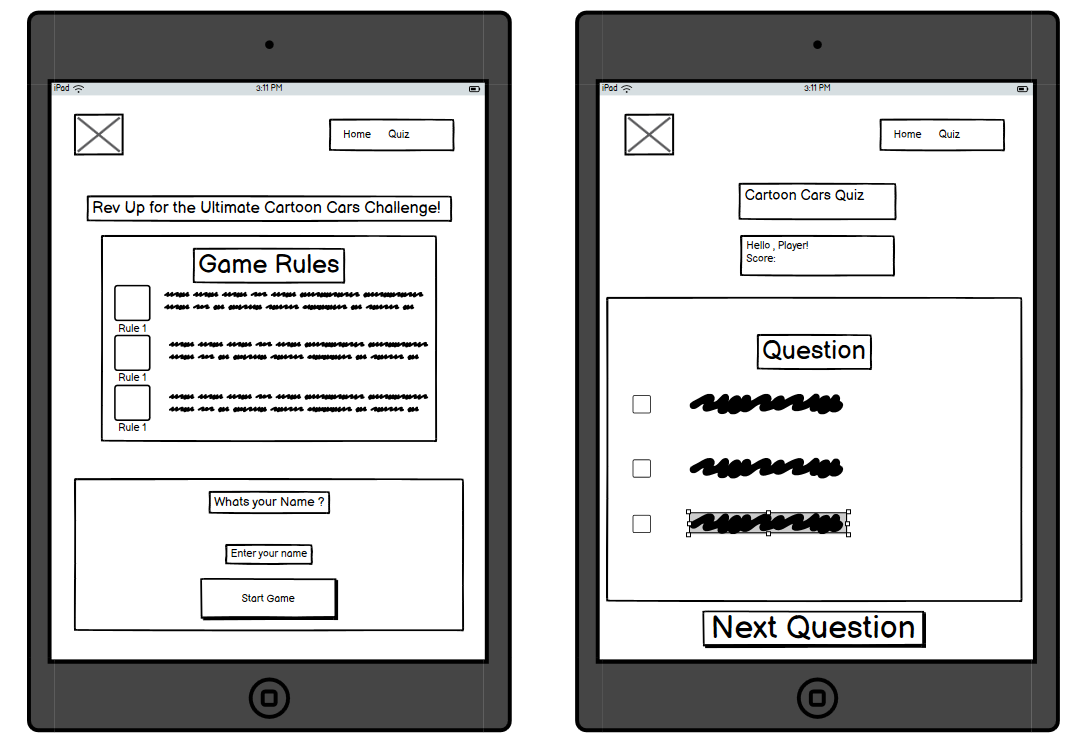 iPad 3:11 PM
Home Quiz
Rev Up for the Ultimate Cartoon Cars Challenge!
Game Rules
Rule 1
Rule 1
Rule 1
Whats your Name ?
Enter your name
Start Game
iPad 3:11 PM
Home Quiz
Cartoon Cars Quiz
Hello , Player!
Score:
Question
Next Question